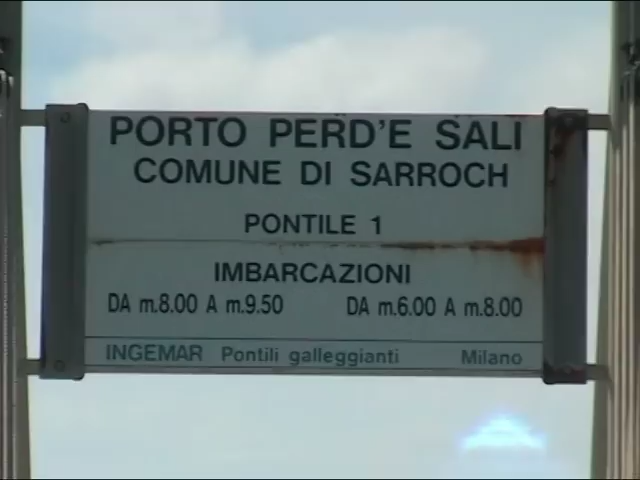 PORTO PERD'E SALI
COMUNE DI SARROCH
PONTILE 1
IMBARCAZIONI
DA m.8.00 A m.9.50 DA m.6.00 A m.8.00
INGEMAR Pontili galleggianti Milano